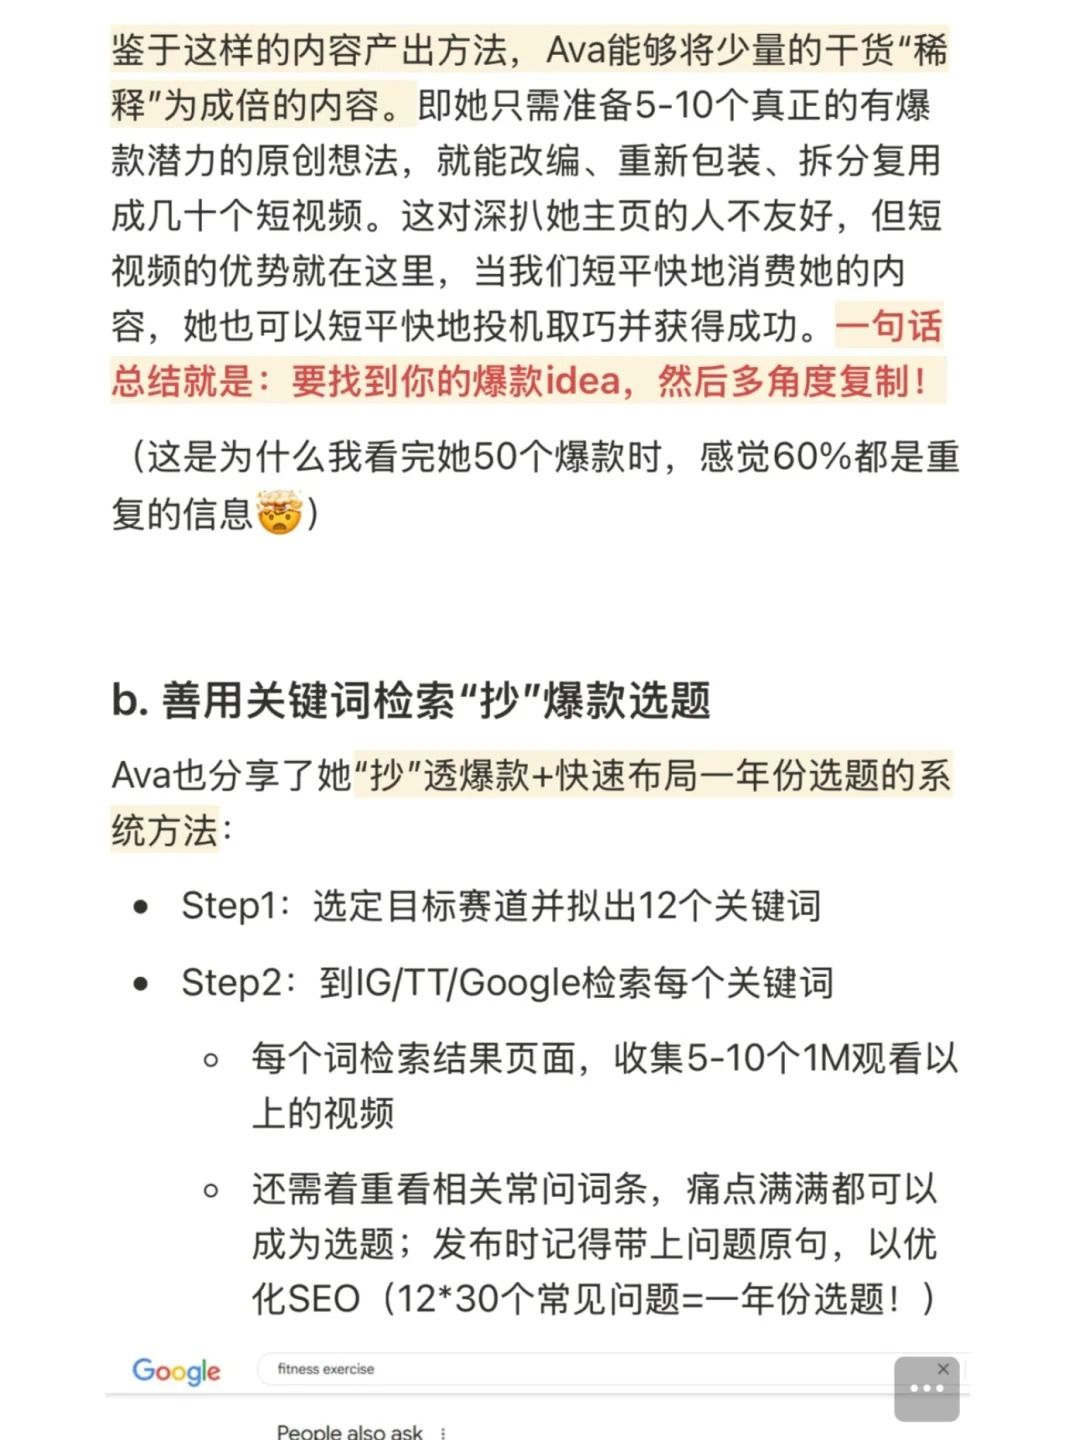 鉴于这样的内容产出方法，Ava能够将少量的干货“稀
释”为成倍的内容。即她只需准备5-10个真正的有爆
款潜力的原创想法，就能改编、重新包装、拆分复用
成几十个短视频。这对深扒她主页的人不友好，但短
视频的优势就在这里，当我们短平快地消费她的内
容，她也可以短平快地投机取巧并获得成功。一句话
总结就是：要找到你的爆款idea，然后多角度复制！
（这是为什么我看完她50个爆款时，感觉60%都是重
复的信息🤯）
b. 善用关键词检索“抄”爆款选题
Ava也分享了她“抄”透爆款+快速布局一年份选题的系
统方法：
• Step1：选定目标赛道并拟出12个关键词
• Step2：到IG/TT/Google检索每个关键词
◦ 每个词检索结果页面，收集5-10个1M观看以
上的视频
◦ 还需着重看相关常问词条，痛点满满都可以
成为选题；发布时记得带上问题原句，以优
化SEO（12*30个常见问题=一年份选题！）
Google fitness exercise
People also ask